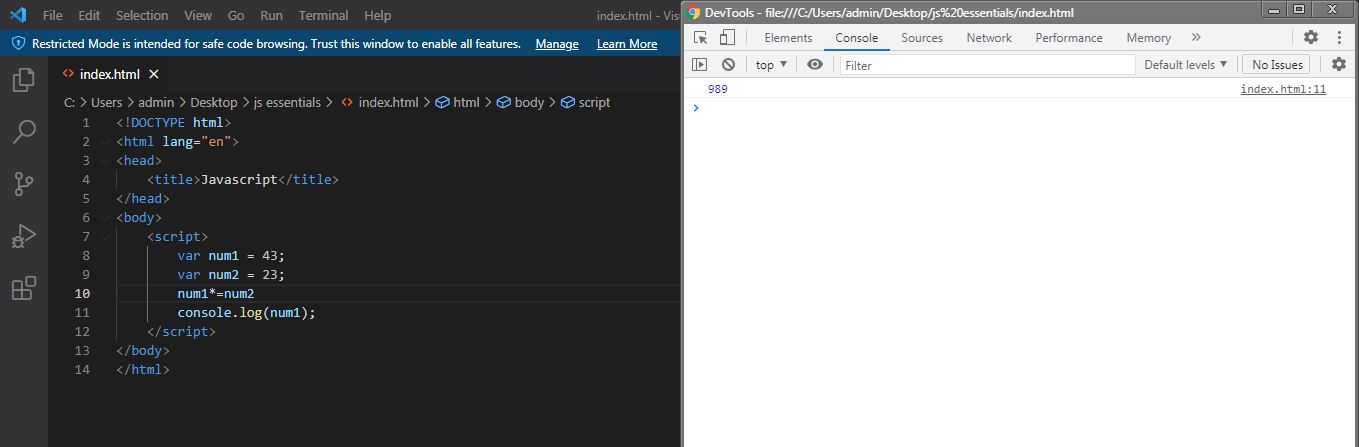 File Edit Selection View Go Run Terminal Help index.html - Vis
Restricted Mode is intended for safe code browsing. Trust this window to enable all features. Manage Learn More
index.html
C: > Users > admin > Desktop > js essentials > index.html > html > body > script
1 <!DOCTYPE html>
2 <html lang="en">
3 <head>
4 <title>Javascript</title>
5 </head>
6 <body>
7 <script>
8 var num1 = 43;
9 var num2 = 23;
10 num1*=num2
11 console.log(num1);
12 </script>
13 </body>
14 </html>
DevTools - file:///C:/Users/admin/Desktop/js%20essentials/index.html
Elements Console Sources Network Performance Memory »
top ▼ Filter Default levels ▼ No Issues
989 index.html:11
>